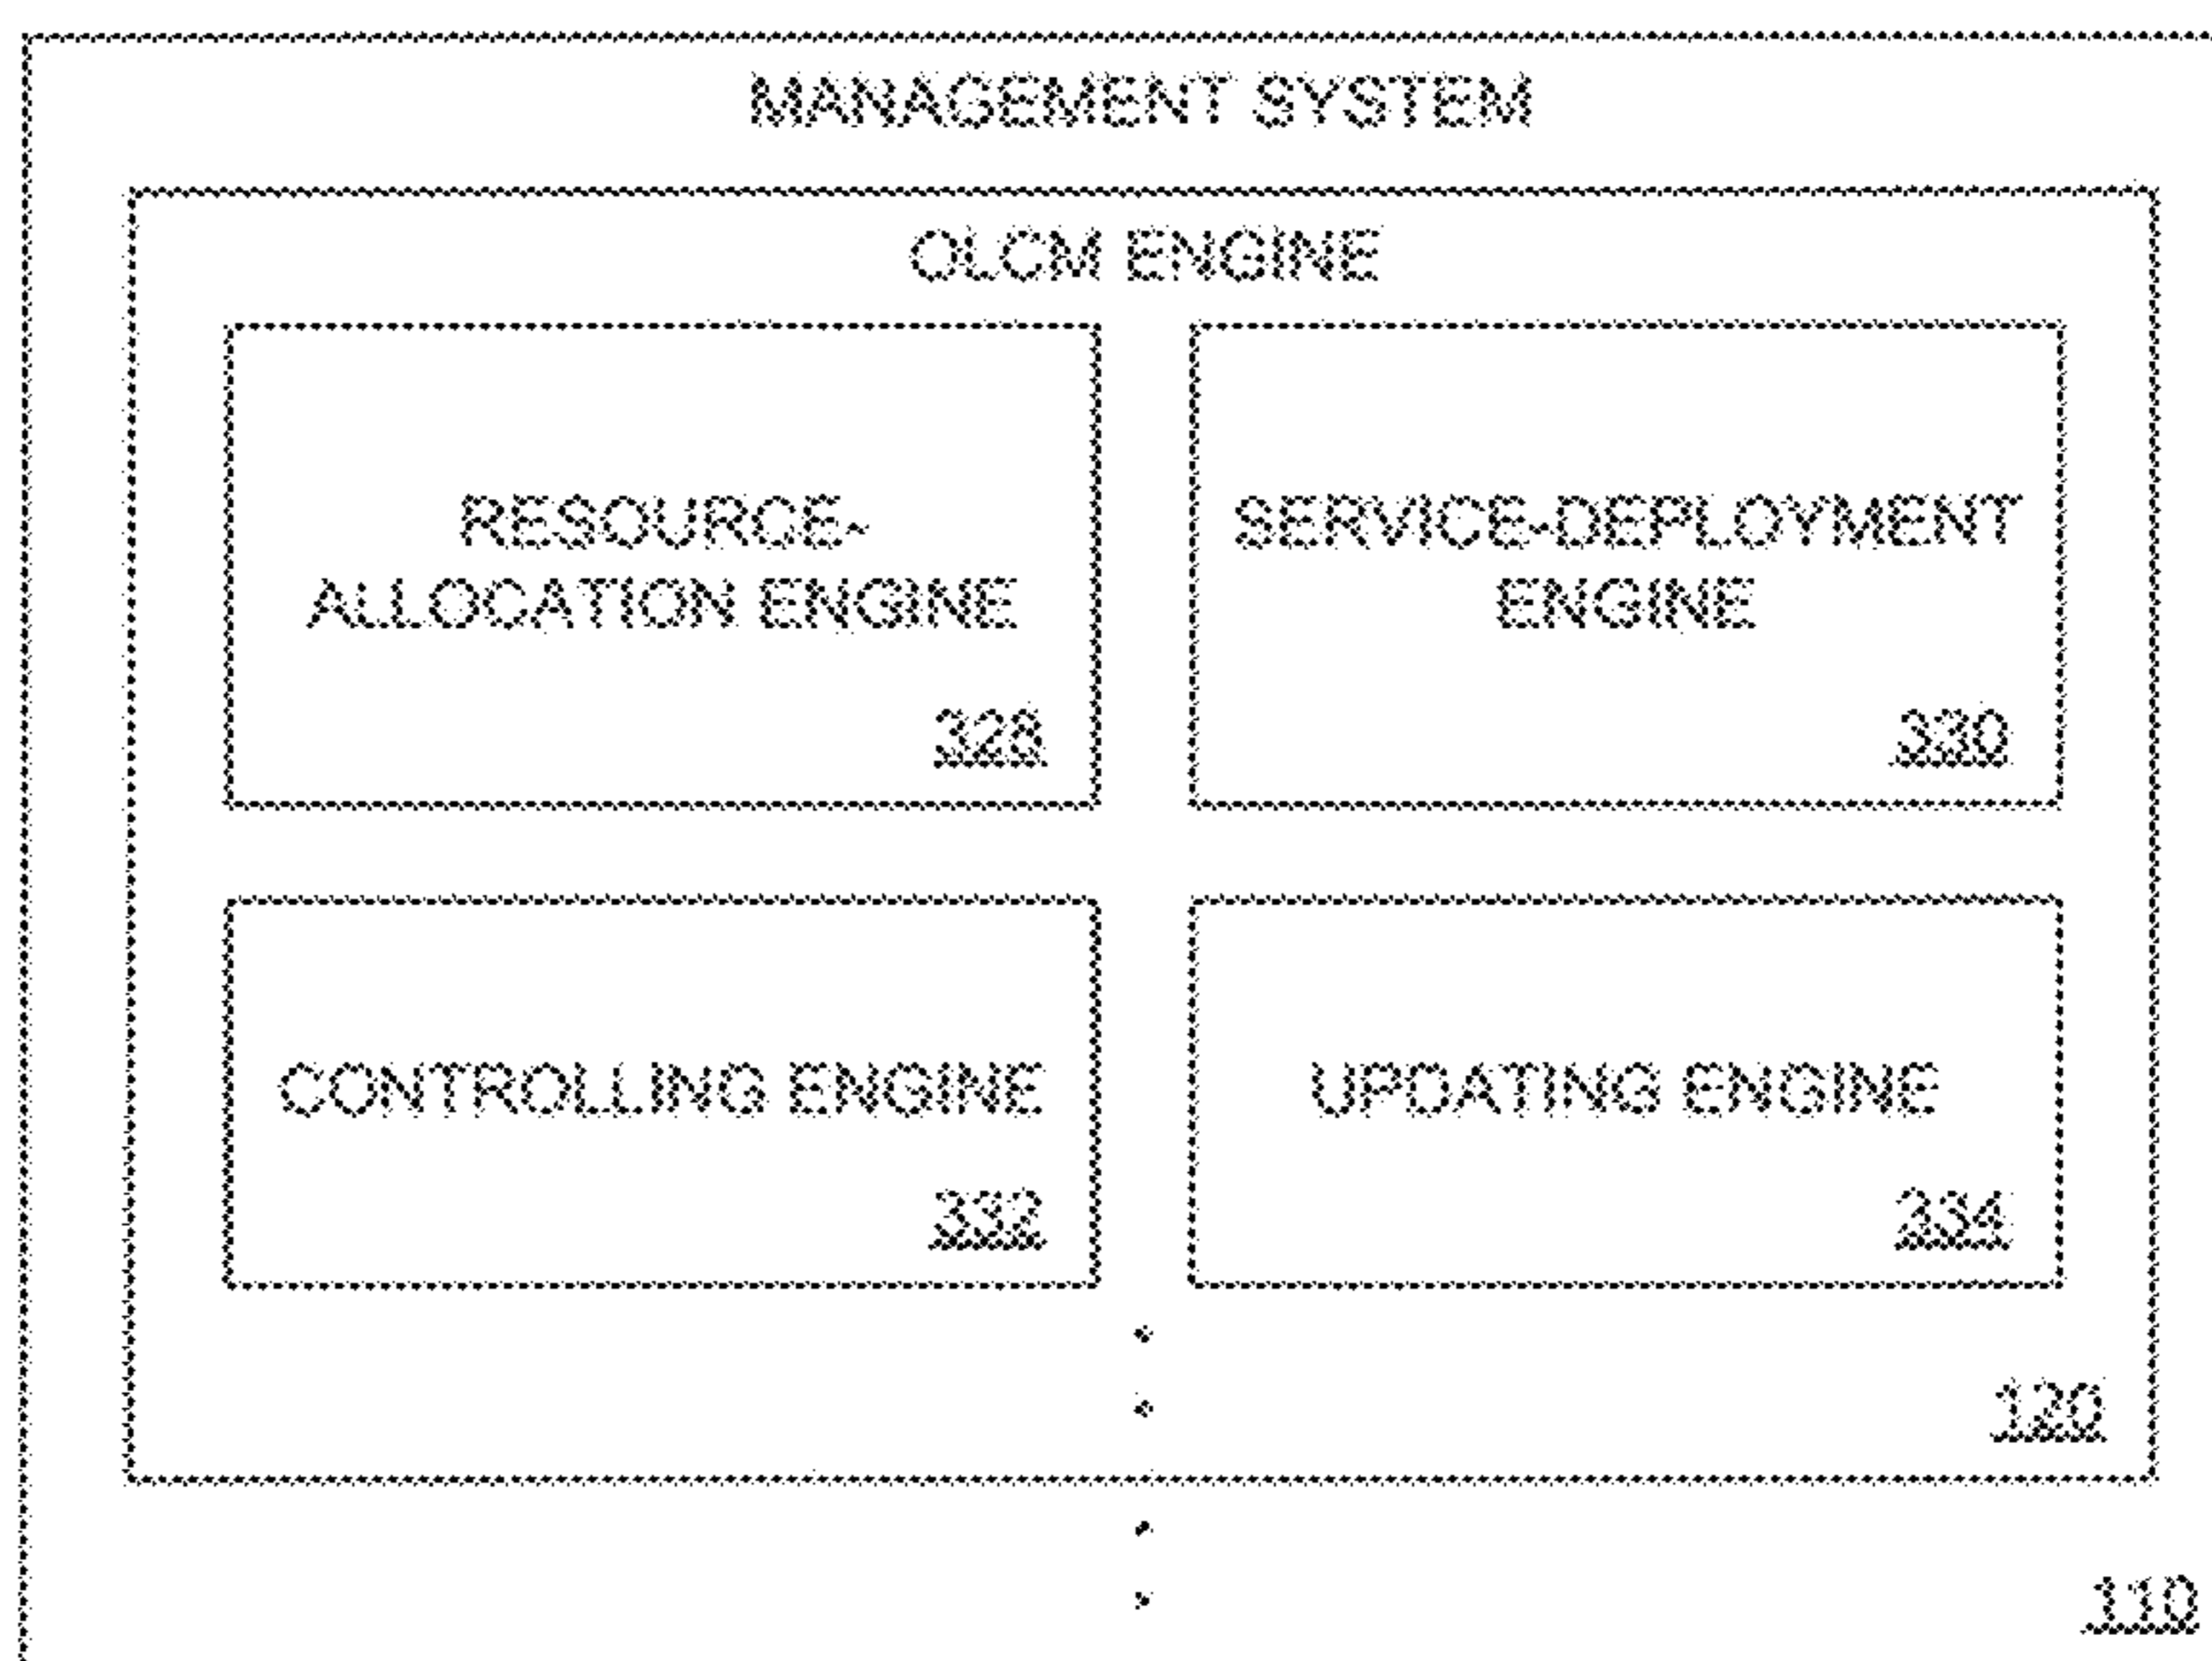 MANAGEMENT SYSTEM
OLCM ENGINE
RESOURCE-
ALLOCATION ENGINE
328
SERVICE-DEPLOYMENT
ENGINE
330
CONTROLLING ENGINE
332
UPDATING ENGINE
334
120
110